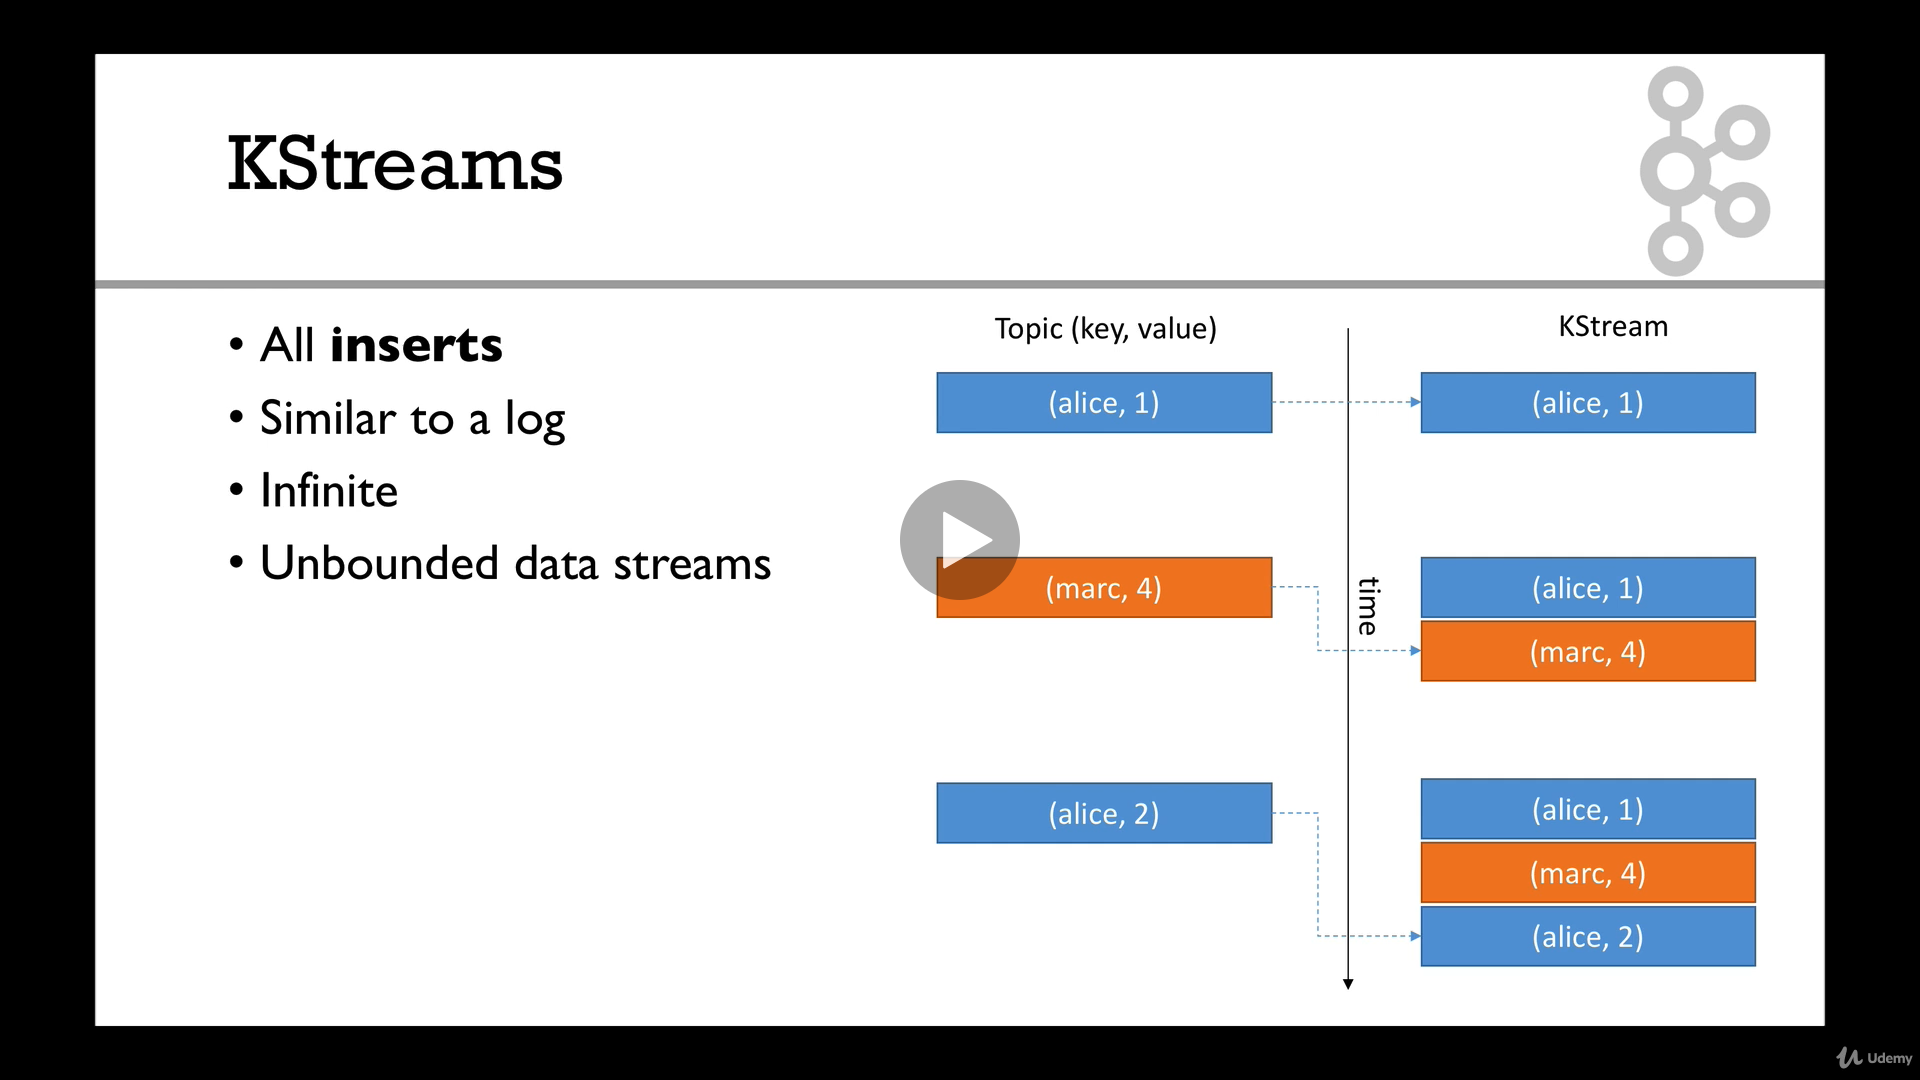 KStreams
• All inserts
• Similar to a log
• Infinite
• Unbounded data streams
Topic (key, value)
KStream
(alice, 1)
(alice, 1)
(marc, 4)
time
(alice, 1)
(marc, 4)
(alice, 2)
(alice, 1)
(marc, 4)
(alice, 2)
Udemy